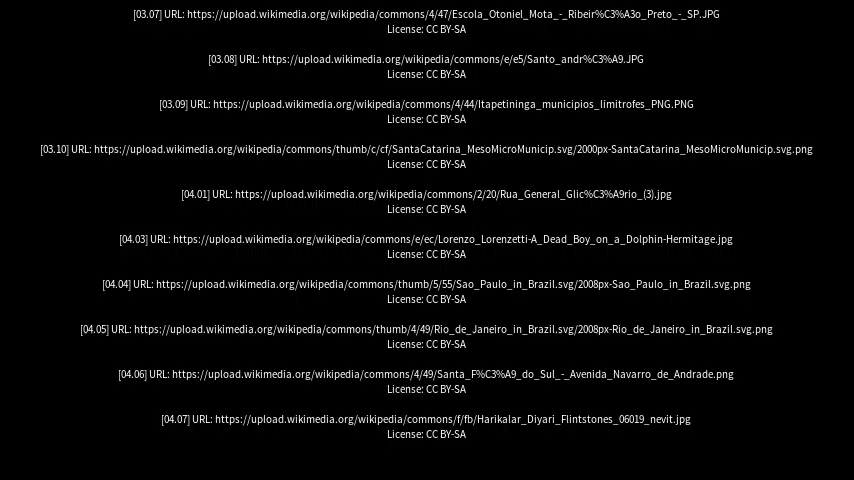 [03.07] URL: https://upload.wikimedia.org/wikipedia/commons/4/47/Escola_Otoniel_Mota_-_Ribeir%C3%A3o_Preto_-_SP.JPG
License: CC BY-SA
[03.08] URL: https://upload.wikimedia.org/wikipedia/commons/e/e5/Santo_andr%C3%A9.JPG
License: CC BY-SA
[03.09] URL: https://upload.wikimedia.org/wikipedia/commons/4/44/Itapetininga_municipios_limitrofes_PNG.PNG
License: CC BY-SA
[03.10] URL: https://upload.wikimedia.org/wikipedia/commons/thumb/c/cf/SantaCatarina_MesoMicroMunicip.svg/2000px-SantaCatarina_MesoMicroMunicip.svg.png
License: CC BY-SA
[04.01] URL: https://upload.wikimedia.org/wikipedia/commons/2/20/Rua_General_Glic%C3%A9rio_(3).jpg
License: CC BY-SA
[04.03] URL: https://upload.wikimedia.org/wikipedia/commons/e/ec/Lorenzo_Lorenzetti-A_Dead_Boy_on_a_Dolphin-Hermitage.jpg
License: CC BY-SA
[04.04] URL: https://upload.wikimedia.org/wikipedia/commons/thumb/5/55/Sao_Paulo_in_Brazil.svg/2008px-Sao_Paulo_in_Brazil.svg.png
License: CC BY-SA
[04.05] URL: https://upload.wikimedia.org/wikipedia/commons/thumb/4/49/Rio_de_Janeiro_in_Brazil.svg/2008px-Rio_de_Janeiro_in_Brazil.svg.png
License: CC BY-SA
[04.06] URL: https://upload.wikimedia.org/wikipedia/commons/4/49/Santa_F%C3%A9_do_Sul_-_Avenida_Navarro_de_Andrade.png
License: CC BY-SA
[04.07] URL: https://upload.wikimedia.org/wikipedia/commons/f/fb/Harikalar_Diyari_Flintstones_06019_nevit.jpg
License: CC BY-SA